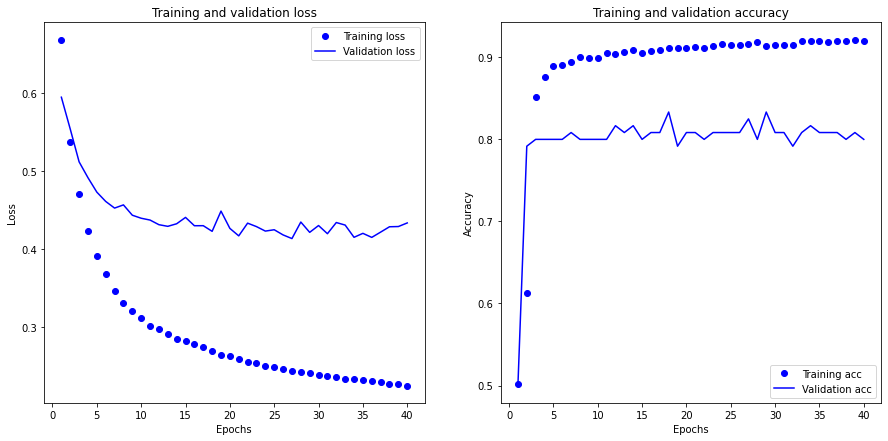 Training and validation loss
Training loss
Validation loss
0.6
0.5
0.4
0.3
Loss
0 5 10 15 20 25 30 35 40
Epochs
Training and validation accuracy
0.9
0.8
0.7
0.6
0.5
Accuracy
Training acc
Validation acc
0 5 10 15 20 25 30 35 40
Epochs